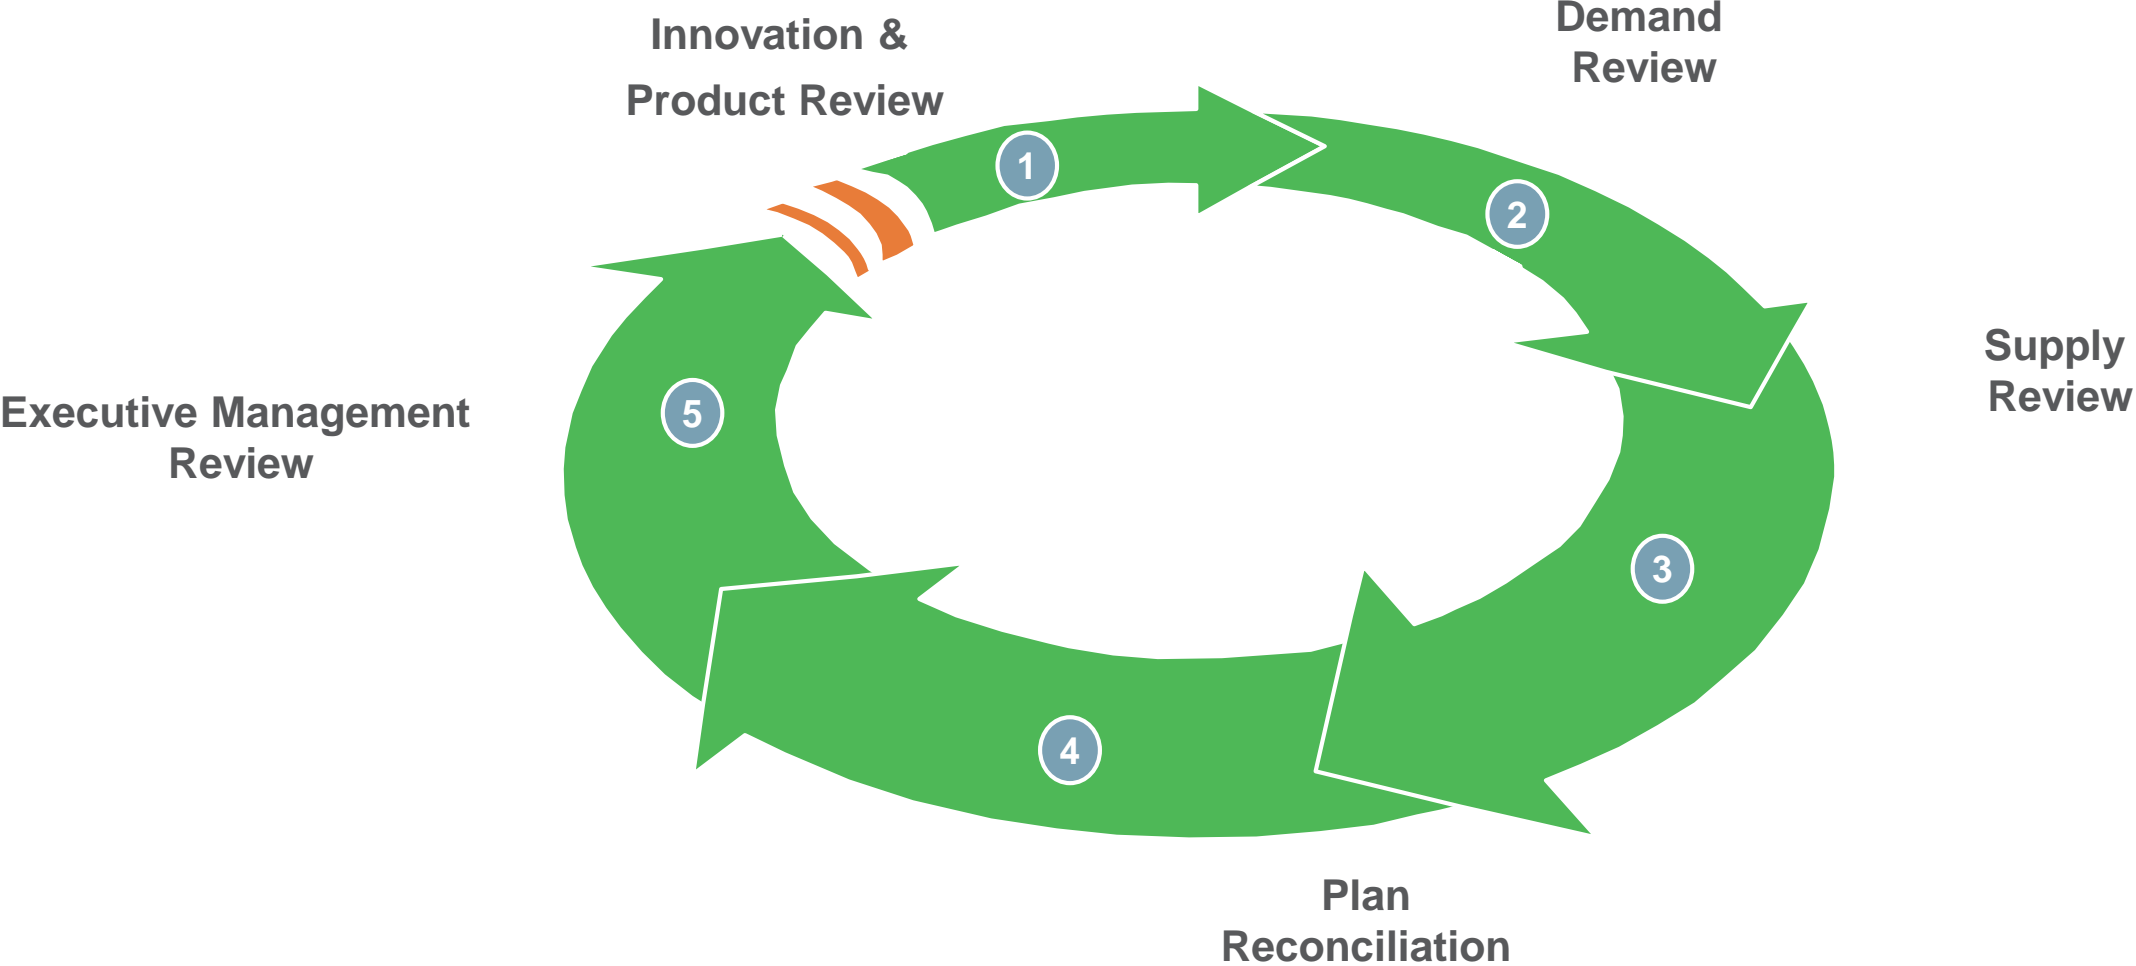 Innovation &
Product Review
1
Demand
Review
2
Supply
Review
3
Plan
Reconciliation
4
Executive Management
Review
5